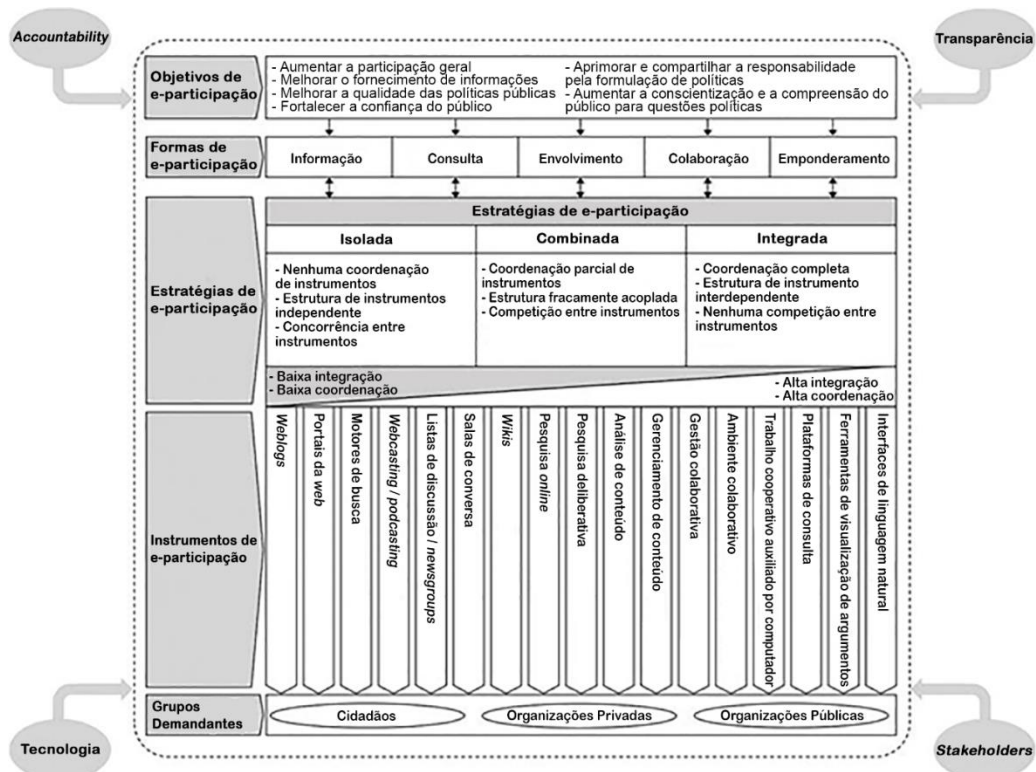 Accountability
Transparência
Objetivos de
e-participação
- Aumentar a participação geral
- Melhorar o fornecimento de informações
- Melhorar a qualidade das políticas públicas
- Fortalecer a confiança do público
- Aprimorar e compartilhar a responsabilidade
pela formulação de políticas
- Aumentar a conscientização e a compreensão do
público para questões políticas
Formas de
e-participação
Informação
Consulta
Envolvimento
Colaboração
Emponderamento
Estratégias de
e-participação
Estratégias de e-participação
Isolada
Combinada
Integrada
- Nenhuma coordenação
de instrumentos
- Estrutura de instrumentos
independente
- Concorrência entre
instrumentos
- Coordenação parcial de
instrumentos
- Estrutura fracamente acoplada
- Competição entre instrumentos
- Coordenação completa
- Estrutura de instrumento
interdependente
- Nenhuma competição entre
instrumentos
- Baixa integração
- Baixa coordenação
- Alta integração
- Alta coordenação
Instrumentos de
e-participação
Weblogs
Portais da web
Motores de busca
Webcasting / podcasting
Listas de discussão / newsgroups
Salas de conversa
Wikis
Pesquisa online
Pesquisa deliberativa
Análise de conteúdo
Gerenciamento de conteúdo
Gestão colaborativa
Ambiente colaborativo
Trabalho cooperativo auxiliado por computador
Plataformas de consulta
Ferramentas de visualização de argumentos
Interfaces de linguagem natural
Grupos
Demandantes
Cidadãos
Organizações Privadas
Organizações Públicas
Tecnologia
Stakeholders